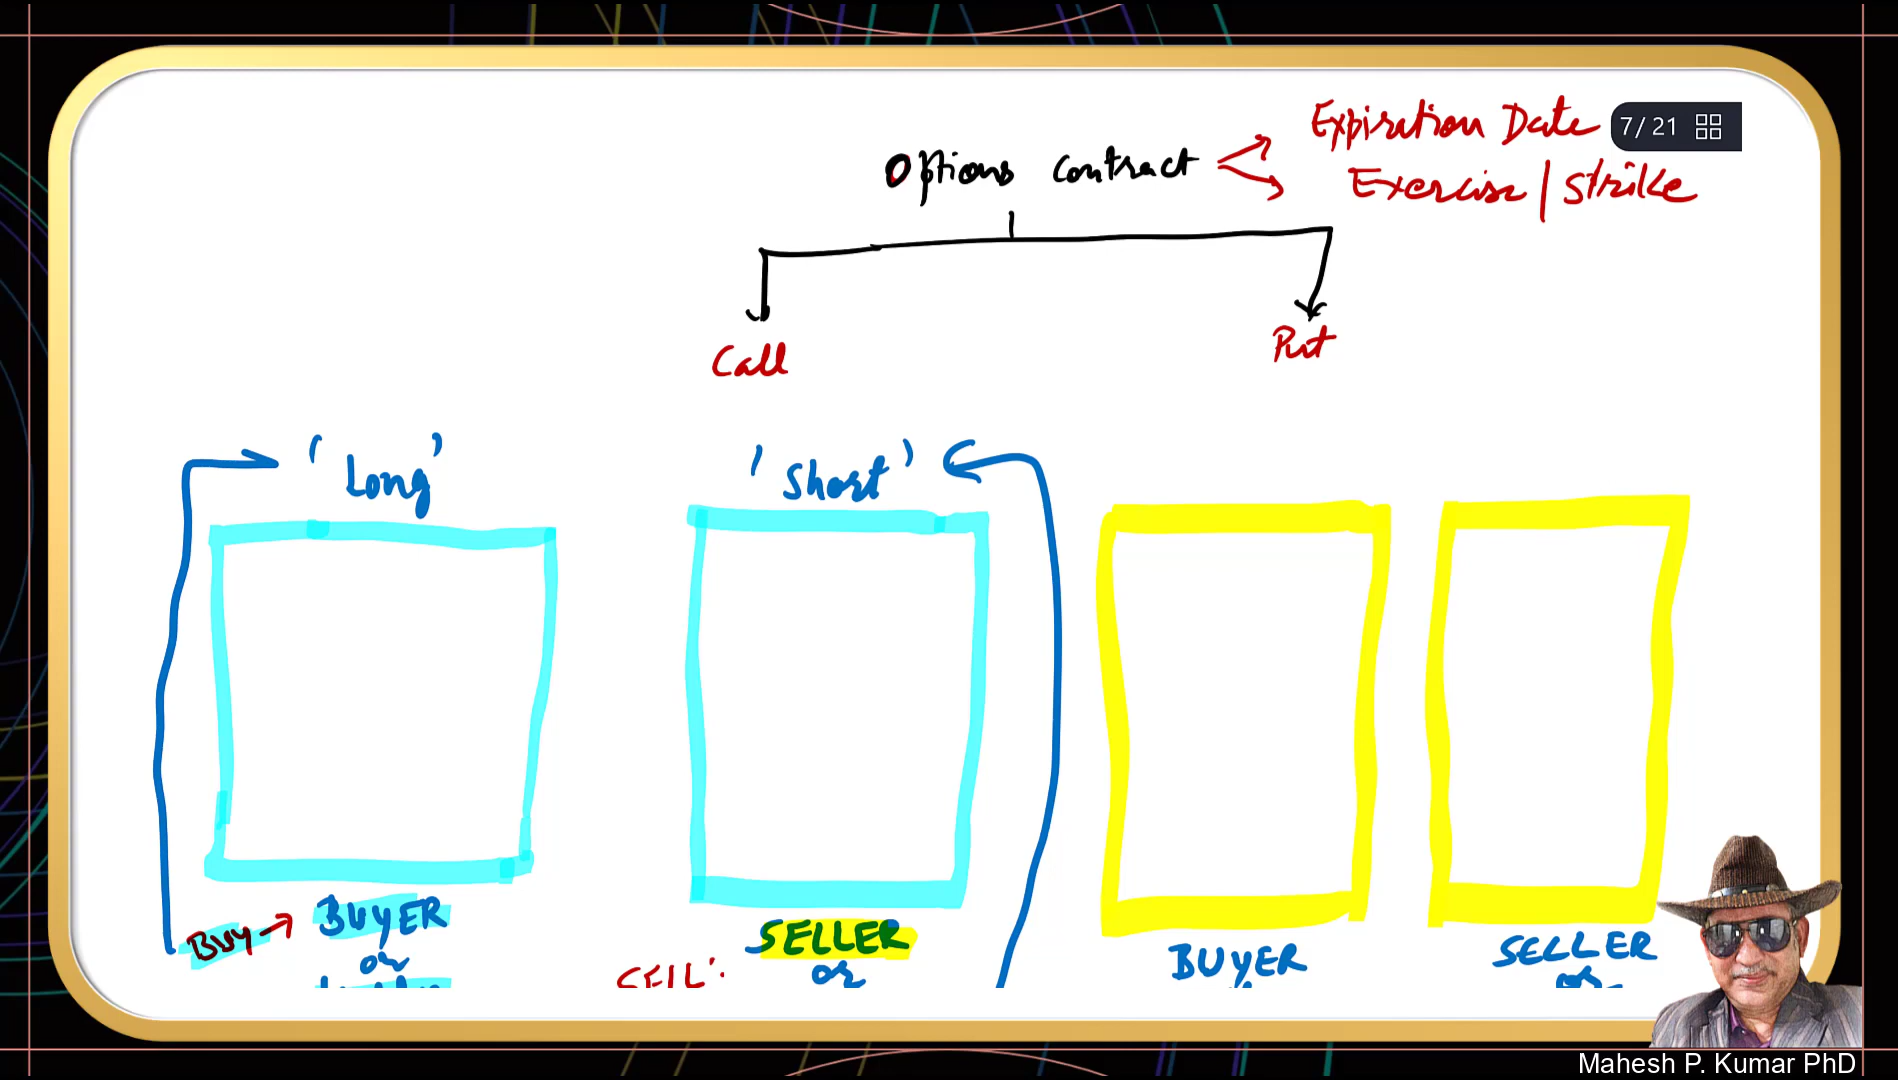 Expiration Date
7/ 21
Options contract
Exercise/strike
Call
Put
'Long'
'Short'
Buy → BUYER
or
SELLER
or
BUYER
SELLER
or
Mahesh P. Kumar PhD